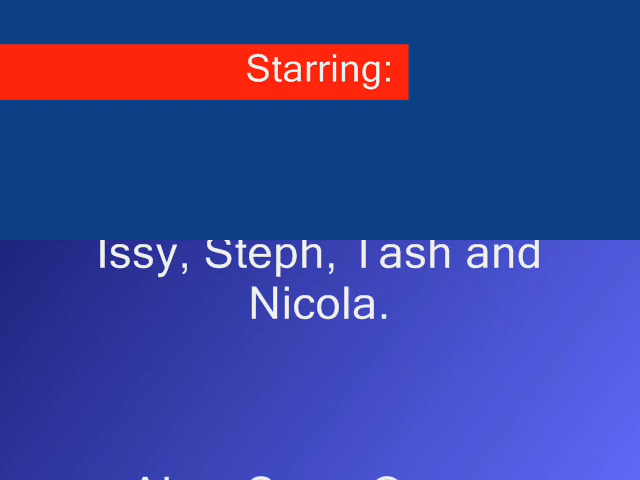 Starring:
Issy, Steph, Tash and
Nicola.